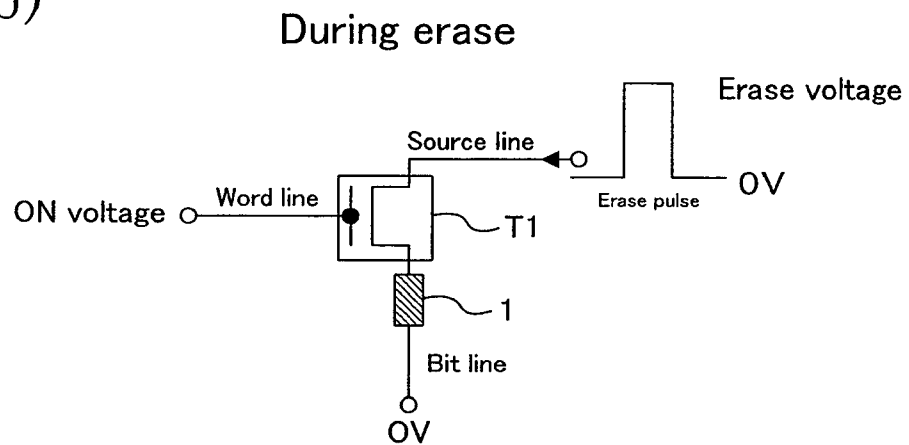 During erase
Erase voltage
Source line
0V
Erase pulse
Word line
ON voltage
T1
1
Bit line
0V